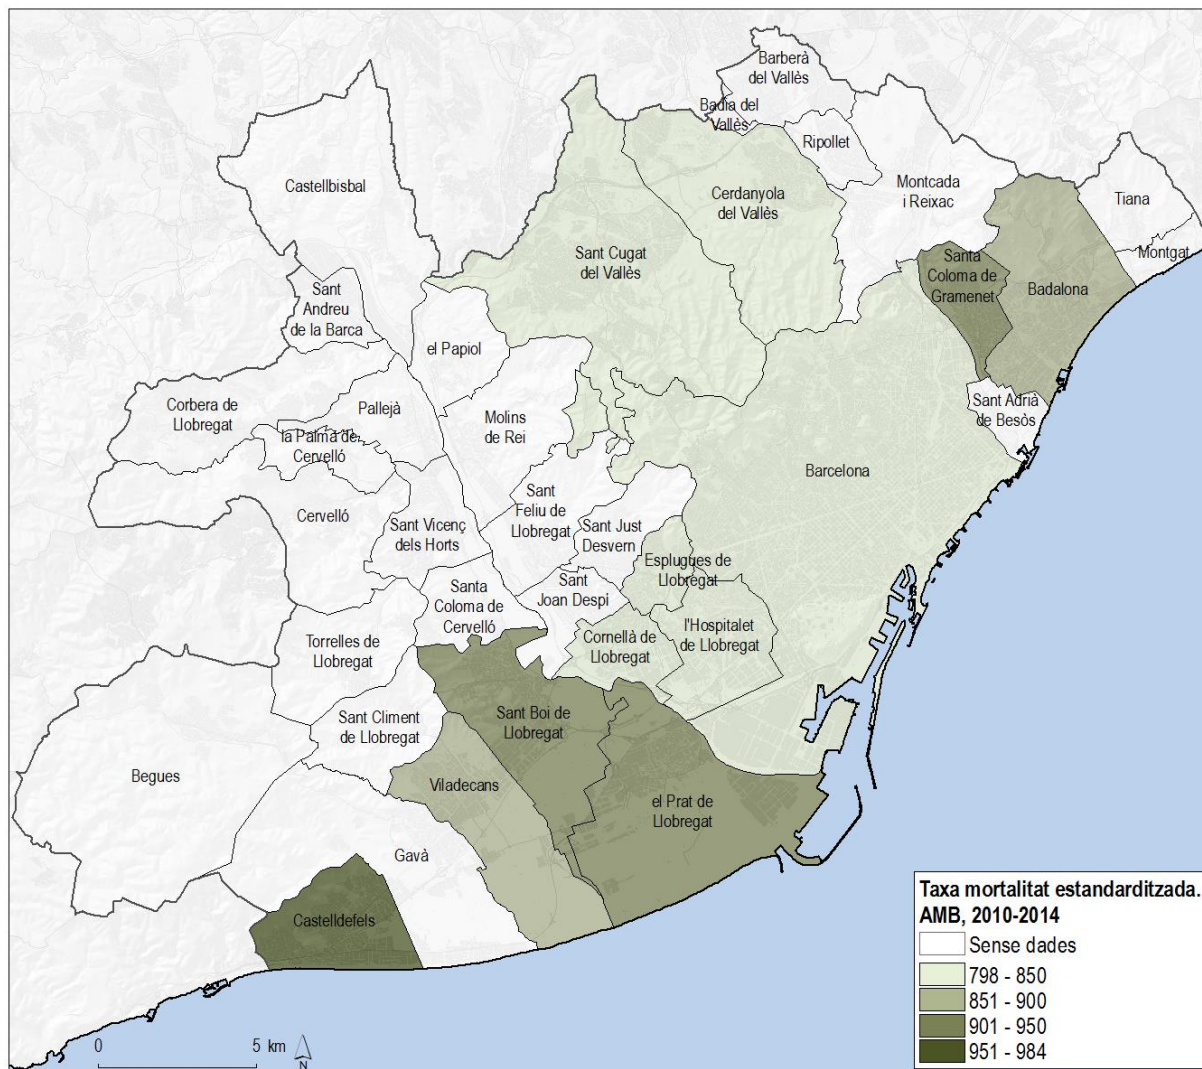 Barberà
del Vallès
Badia del
Vallès
Ripollet
Castellbisbal
Cerdanyola
del Vallès
Montcada
i Reixac
Tiana
Montgat
Sant Cugat
del Vallès
Santa
Coloma de
Gramenet
Badalona
Sant
Andreu
de la Barca
el Papiol
Corbera de
Llobregat
Pallejà
Molins
de Rei
Sant Adrià
de Besòs
la Palma de
Cervelló
Barcelona
Cervelló
Sant Vicenç
dels Horts
Sant
Feliu de
Llobregat
Sant Just
Desvern
Esplugues de
Llobregat
Santa
Coloma de
Cervelló
Sant
Joan Despí
Torrelles de
Llobregat
Cornellà de
Llobregat
l'Hospitalet
de Llobregat
Sant Climent
de Llobregat
Sant Boi de
Llobregat
Begues
Viladecans
el Prat de
Llobregat
Gavà
Castelldefels
Taxa mortalitat estandarditzada.
AMB, 2010-2014
Sense dades
798 - 850
851 - 900
901 - 950
951 - 984
0 5 km
N